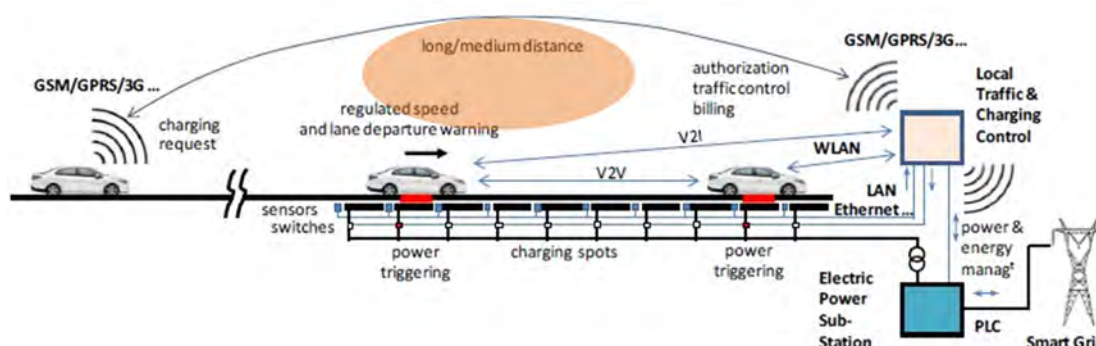 long/medium distance
GSM/GPRS/3G...
GSM/GPRS/3G ...
charging
request
regulated speed
and lane departure warning
authorization
traffic control
billing
Local
Traffic &
Charging
Control
V2I
WLAN
V2V
LAN
Ethernet ...
sensors
switches
power
triggering
charging spots
power
triggering
power &
energy
managᵗ
Electric
Power
Sub-
Station
PLC
Smart Gri